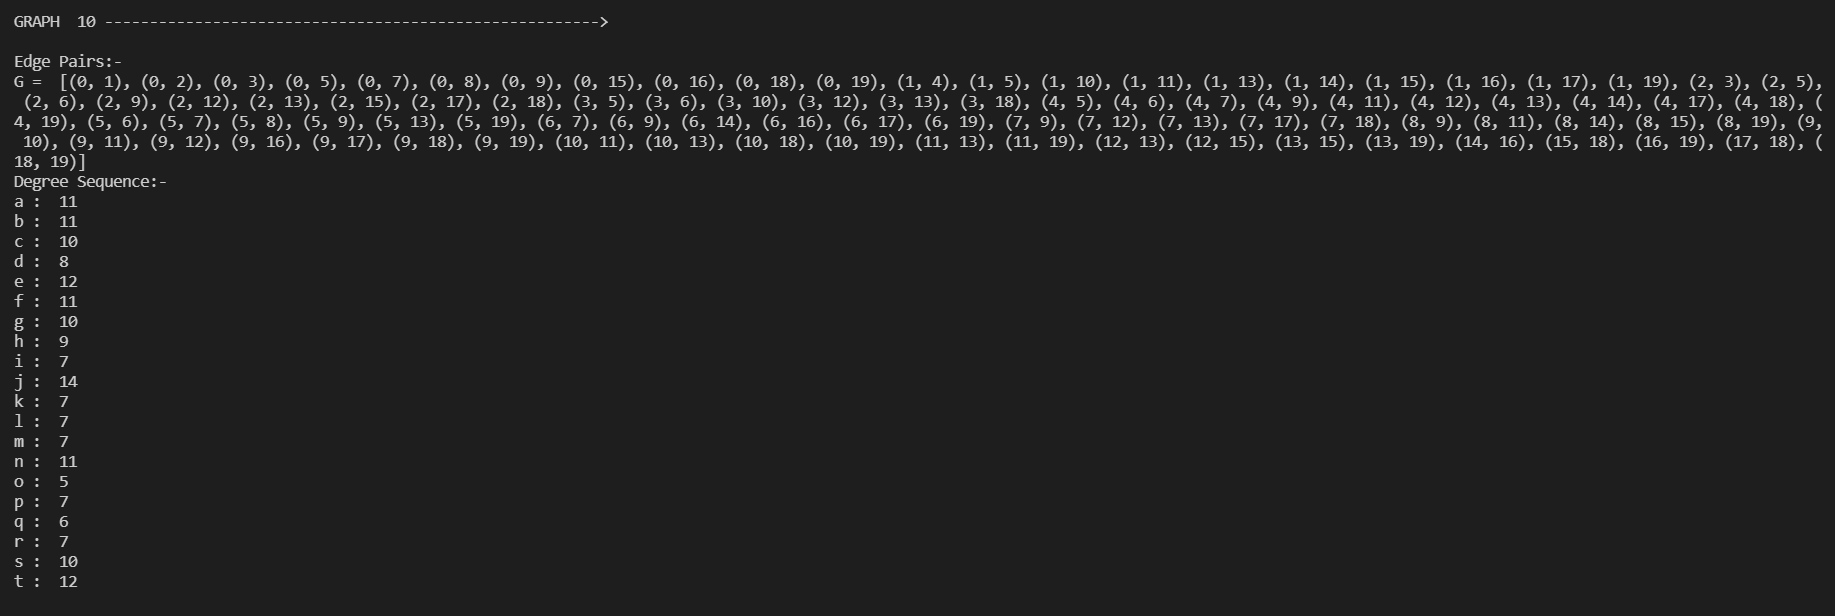 GRAPH  10 ------------------------------------------------------->
Edge Pairs:-
G =  [(0, 1), (0, 2), (0, 3), (0, 5), (0, 7), (0, 8), (0, 9), (0, 15), (0, 16), (0, 18), (0, 19), (1, 4), (1, 5), (1, 10), (1, 11), (1, 13), (1, 14), (1, 15), (1, 16), (1, 17), (1, 19), (2, 3), (2, 5),
 (2, 6), (2, 9), (2, 12), (2, 13), (2, 15), (2, 17), (2, 18), (3, 5), (3, 6), (3, 10), (3, 12), (3, 13), (3, 18), (4, 5), (4, 6), (4, 7), (4, 9), (4, 11), (4, 12), (4, 13), (4, 14), (4, 17), (4, 18), (
4, 19), (5, 6), (5, 7), (5, 8), (5, 9), (5, 13), (5, 19), (6, 7), (6, 9), (6, 14), (6, 16), (6, 17), (6, 19), (7, 9), (7, 12), (7, 13), (7, 17), (7, 18), (8, 9), (8, 11), (8, 14), (8, 15), (8, 19), (9,
 10), (9, 11), (9, 12), (9, 16), (9, 17), (9, 18), (9, 19), (10, 11), (10, 13), (10, 18), (10, 19), (11, 13), (11, 19), (12, 13), (12, 15), (13, 15), (13, 19), (14, 16), (15, 18), (16, 19), (17, 18), (
18, 19)]
Degree Sequence:-
a :  11
b :  11
c :  10
d :  8
e :  12
f :  11
g :  10
h :  9
i :  7
j :  14
k :  7
l :  7
m :  7
n :  11
o :  5
p :  7
q :  6
r :  7
s :  10
t :  12